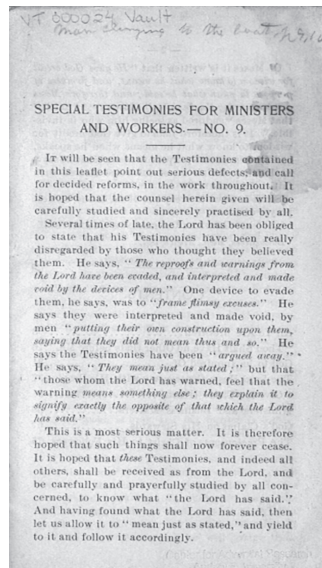 VT 000024 Vault
Man clinging to the boat, p 9, 10
SPECIAL TESTIMONIES FOR MINISTERS
AND WORKERS.—NO. 9.
It will be seen that the Testimonies contained
in this leaflet point out serious defects, and call
for decided reforms, in the work throughout. It
is hoped that the counsel herein given will be
carefully studied and sincerely practised by all.
Several times of late, the Lord has been obliged
to state that his Testimonies have been really
disregarded by those who thought they believed
them. He says, "The reproofs and warnings from
the Lord have been evaded, and interpreted and made
void by the devices of men." One device to evade
them, he says, was to "frame flimsy excuses." He
says they were interpreted and made void, by
men "putting their own construction upon them,
saying that they did not mean thus and so." He
says the Testimonies have been "argued away."
He says, "They mean just as stated;" but that
"those whom the Lord has warned, feel that the
warning means something else; they explain it to
signify exactly the opposite of that which the Lord
has said."
This is a most serious matter. It is therefore
hoped that such things shall now forever cease.
It is hoped that these Testimonies, and indeed all
others, shall be received as from the Lord, and
be carefully and prayerfully studied by all con-
cerned, to know what "the Lord has said."
And having found what the Lord has said, then
let us allow it to "mean just as stated," and yield
to it and follow it accordingly.